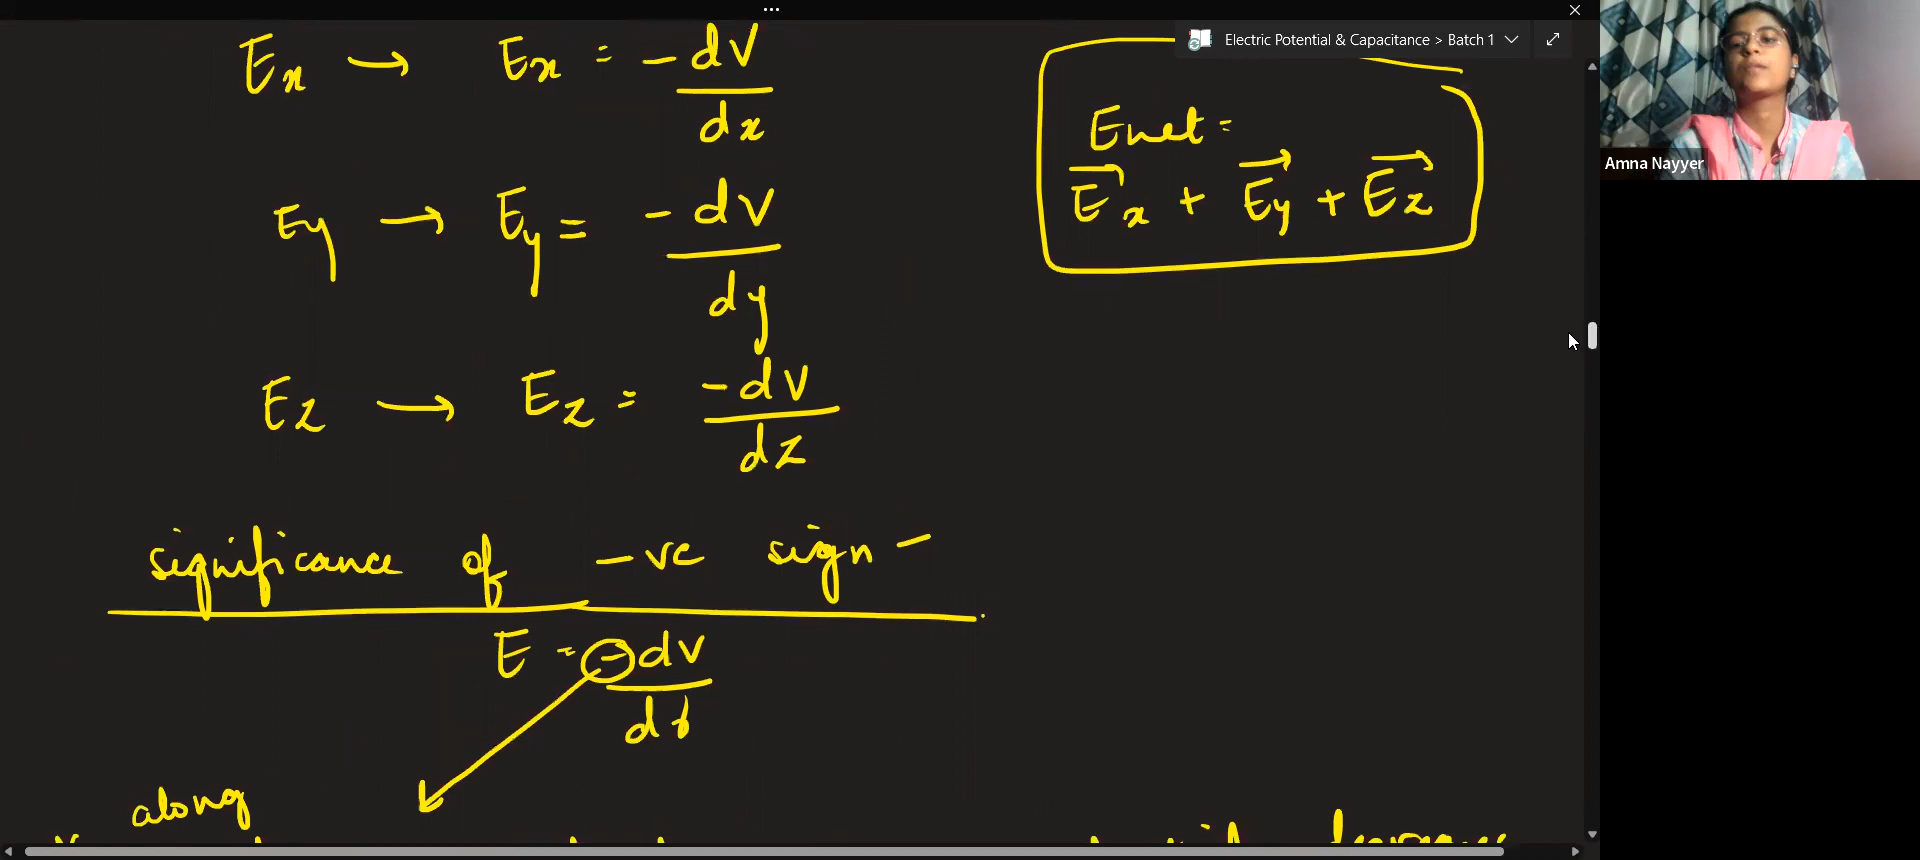 Electric Potential & Capacitance > Batch 1
Amna Nayyer
Ex → Ex = -dV/dx
Ey → Ey = -dV/dy
Ez → Ez = -dV/dz
Enet =
Ex + Ey + Ez
significance of -ve sign -
E = -dv/dr
along